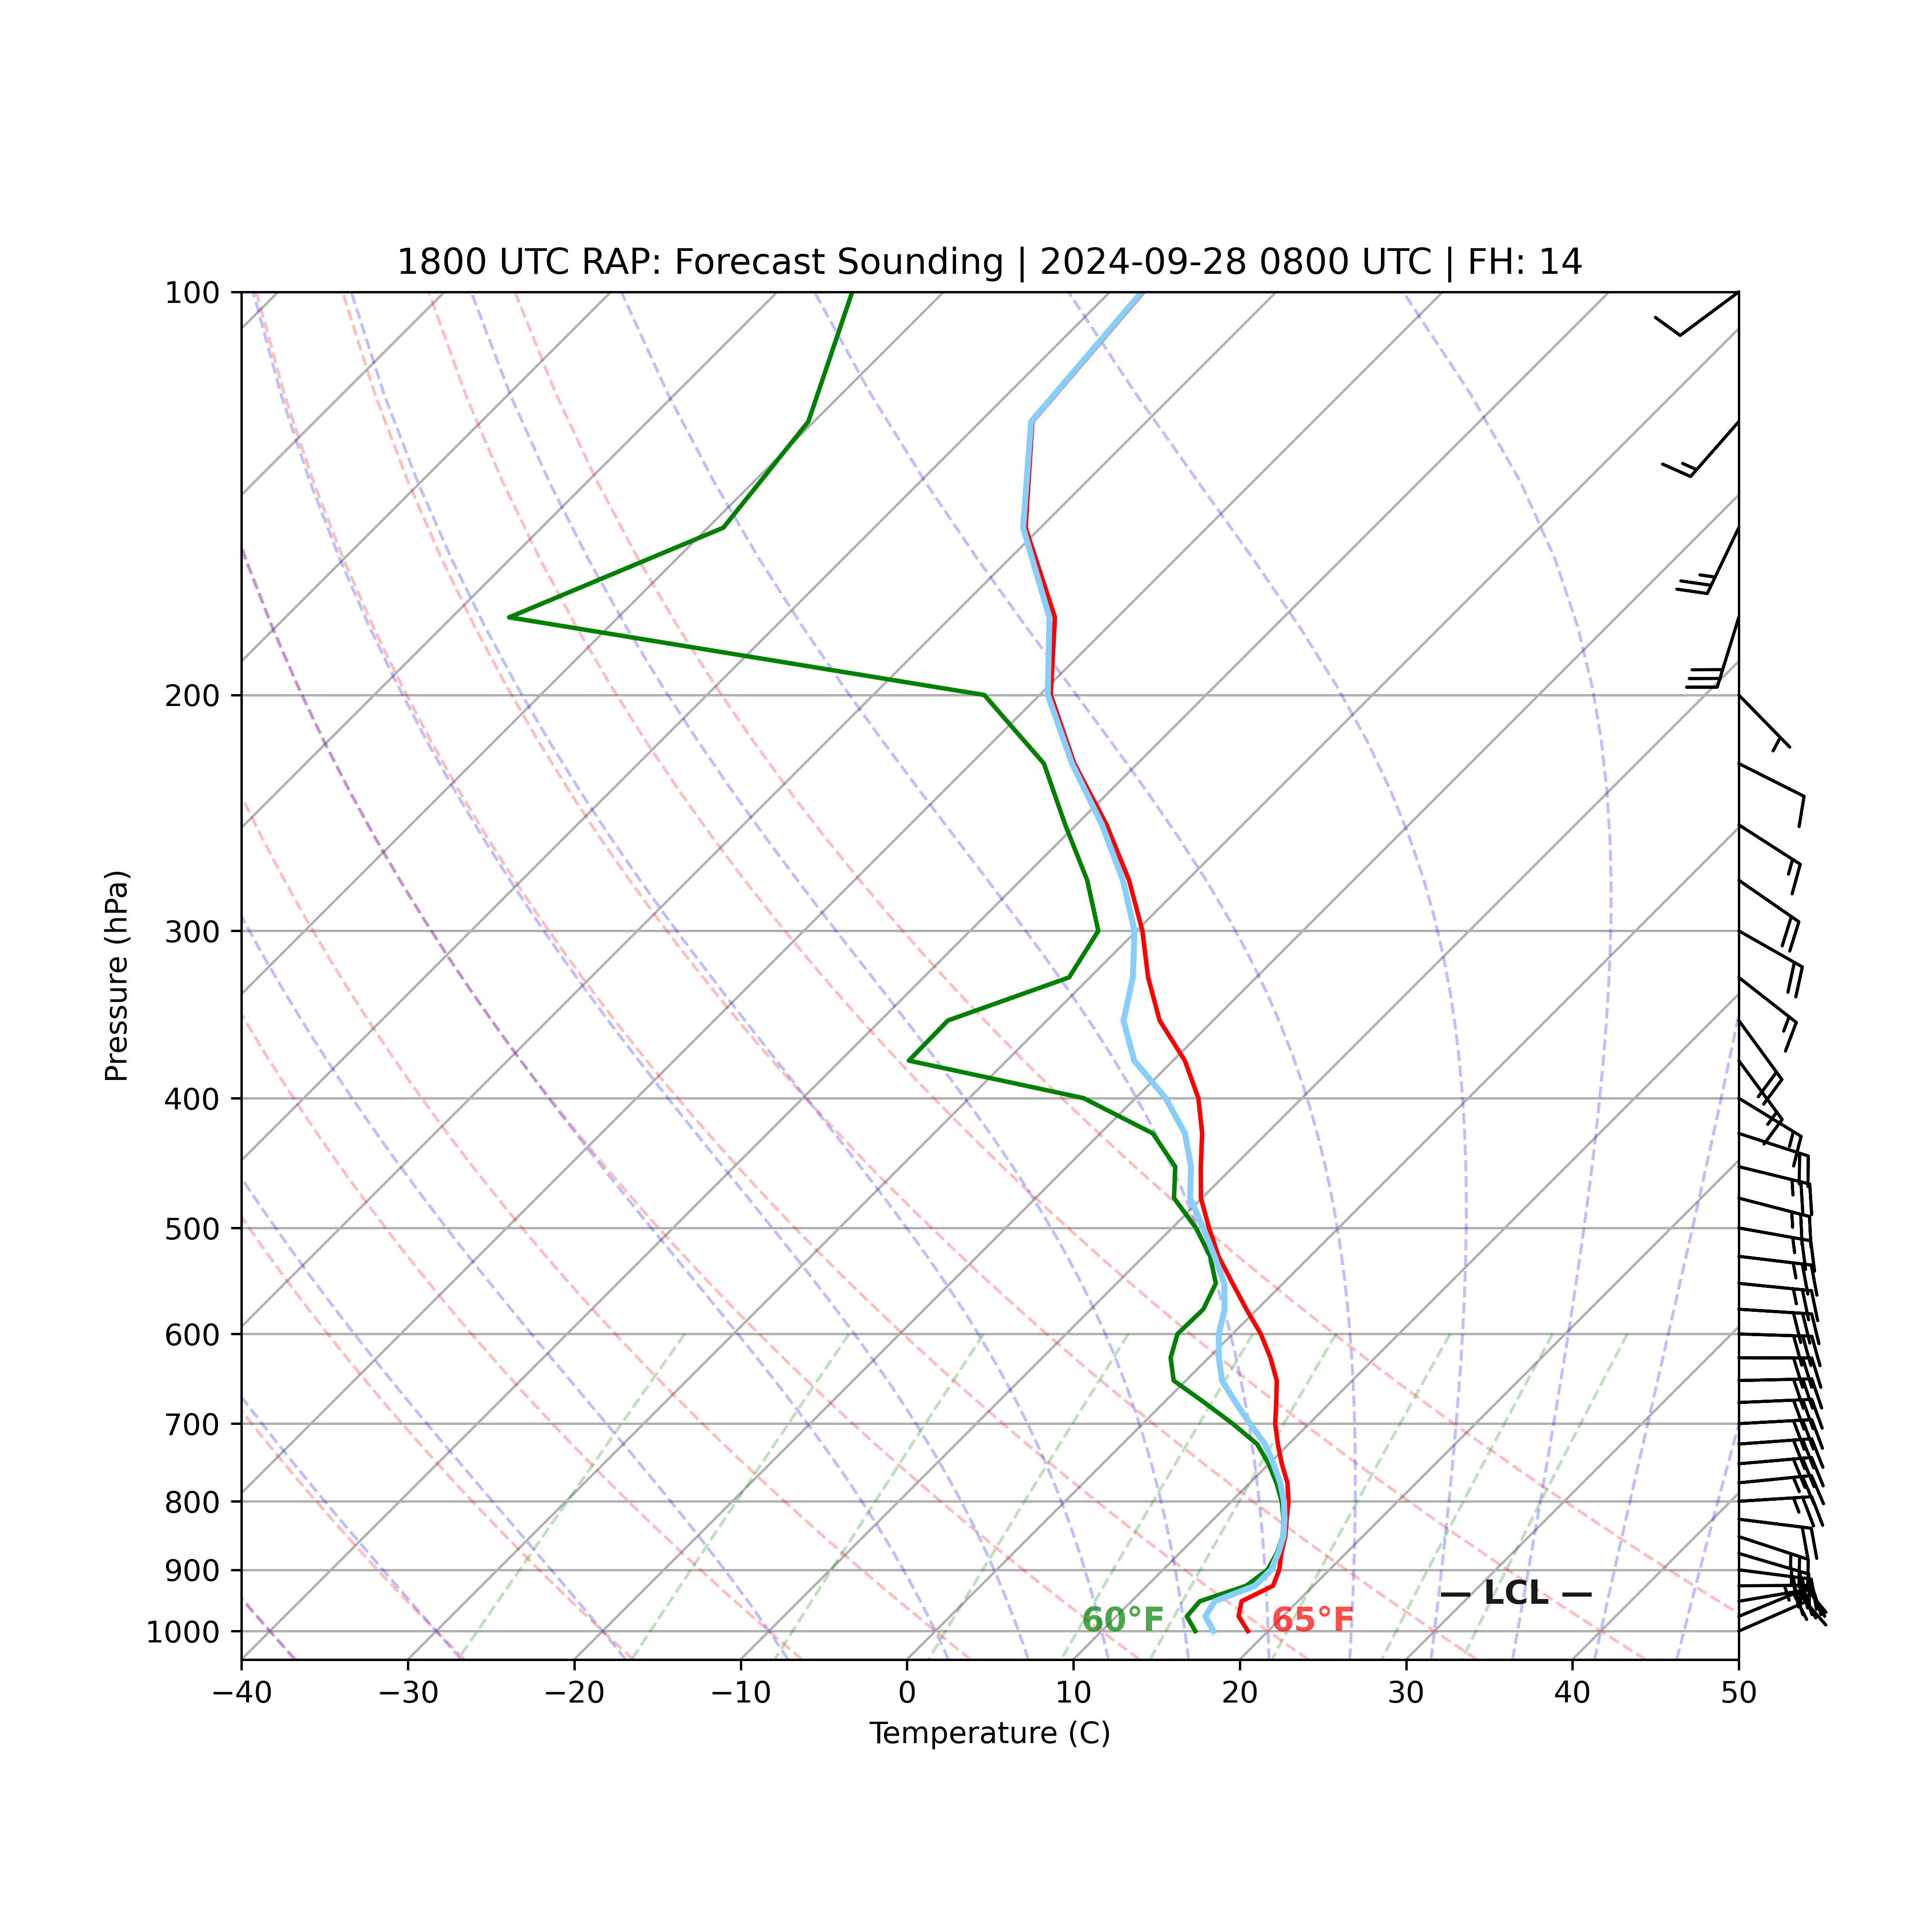 1800 UTC RAP: Forecast Sounding | 2024-09-28 0800 UTC | FH: 14
100
200
300
400
500
600
700
800
900
1000
Pressure (hPa)
— LCL —
60°F 65°F
−40 −30 −20 −10 0 10 20 30 40 50
Temperature (C)